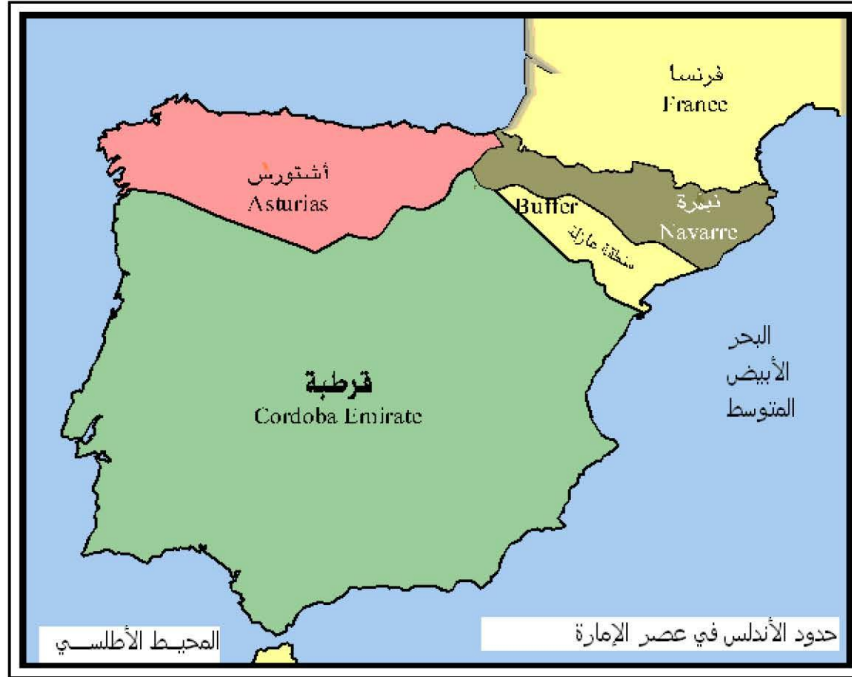 فرنسا
France
أشتورس
Asturias
نبرة
Navarre
Buffer
منطقة عازلة
البحر
الأبيض
المتوسط
قرطبة
Cordoba Emirate
حدود الأندلس في عصر الإمارة
المحيط الأطلسي